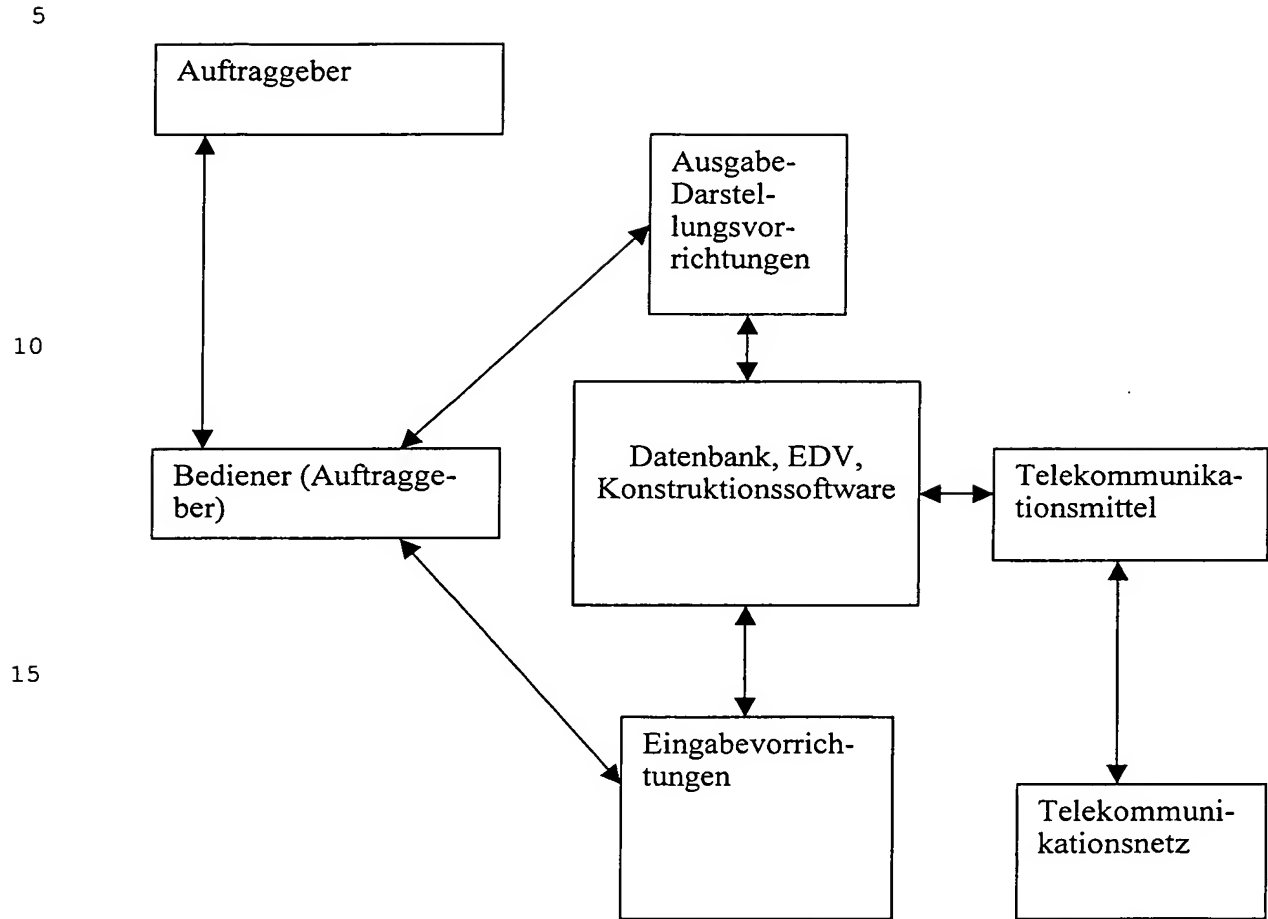 5
Auftraggeber
Ausgabe-
Darstel-
lungsvor-
richtungen
10
Bediener (Auftragge-
ber)
Datenbank, EDV,
Konstruktionssoftware
Telekommunika-
tionsmittel
15
Eingabevorrich-
tungen
Telekommuni-
kationsnetz